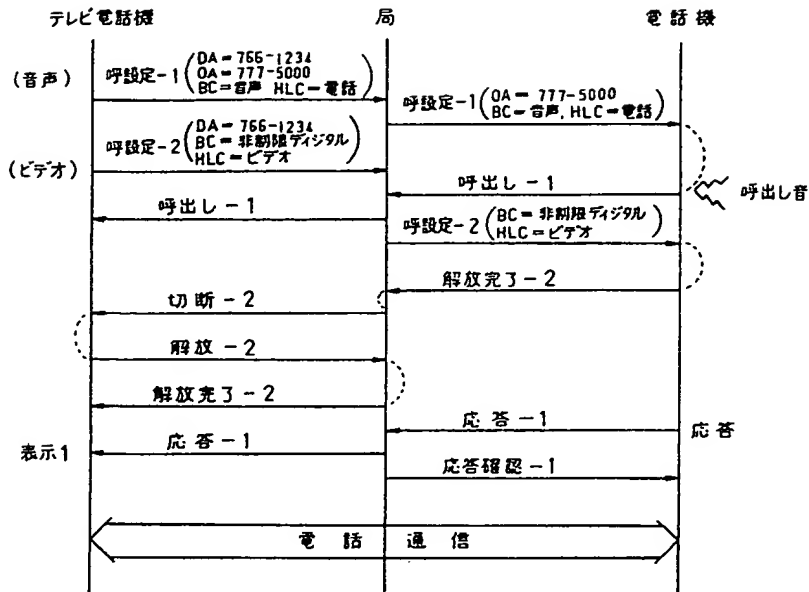 テレビ電話機 局 電話機
(音声) 呼設定-1 (DA = 766-1234
OA = 777-5000
BC = 音声 HLC = 電話)
呼設定-1 (OA = 777-5000
BC = 音声, HLC = 電話)
(ビデオ) 呼設定-2 (DA = 766-1234
BC = 非制限ディジタル
HLC = ビデオ)
呼出し-1 呼出し音
呼出し-1
呼設定-2 (BC = 非制限ディジタル
HLC = ビデオ)
解放完了-2
切断-2
解放-2
解放完了-2
応答-1 応答
表示1 応答-1
応答確認-1
電話通信